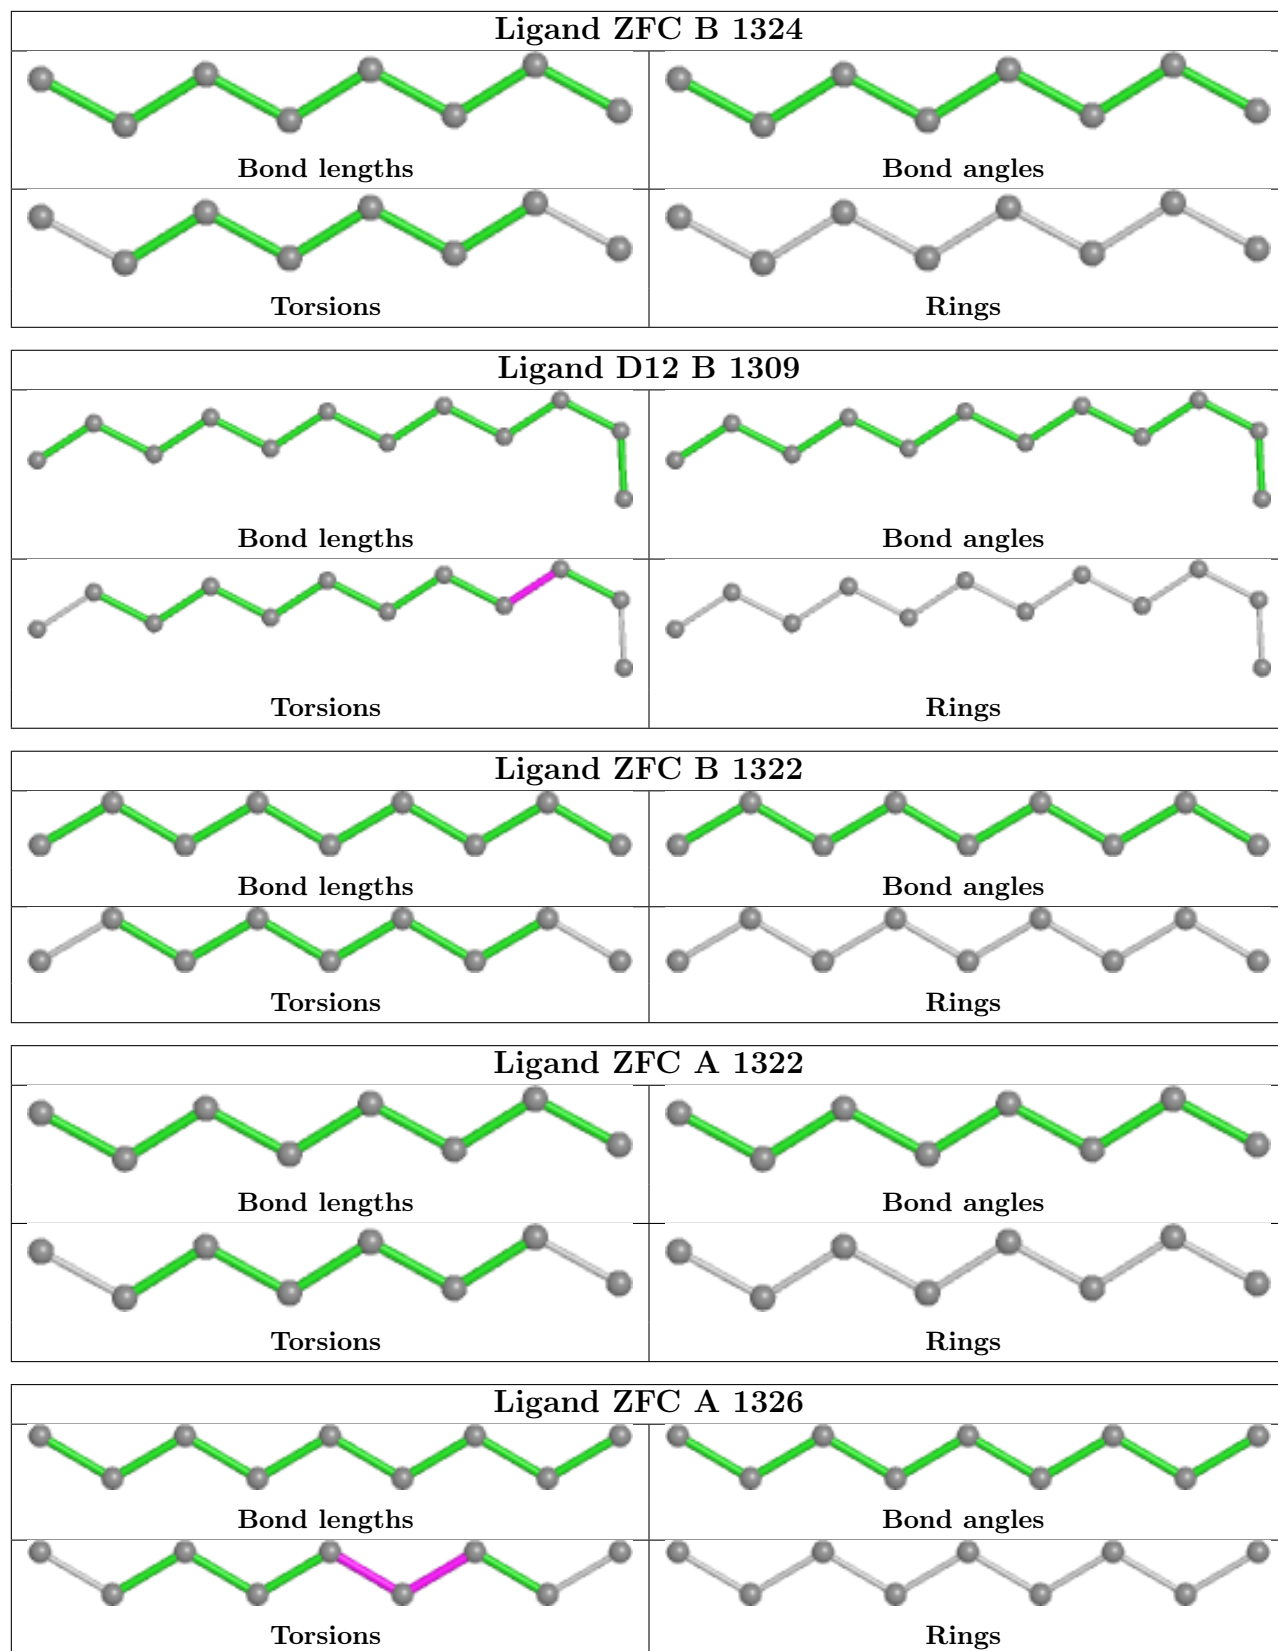 Ligand ZFC B 1324
Bond lengths Bond angles
Torsions Rings
Ligand D12 B 1309
Bond lengths Bond angles
Torsions Rings
Ligand ZFC B 1322
Bond lengths Bond angles
Torsions Rings
Ligand ZFC A 1322
Bond lengths Bond angles
Torsions Rings
Ligand ZFC A 1326
Bond lengths Bond angles
Torsions Rings